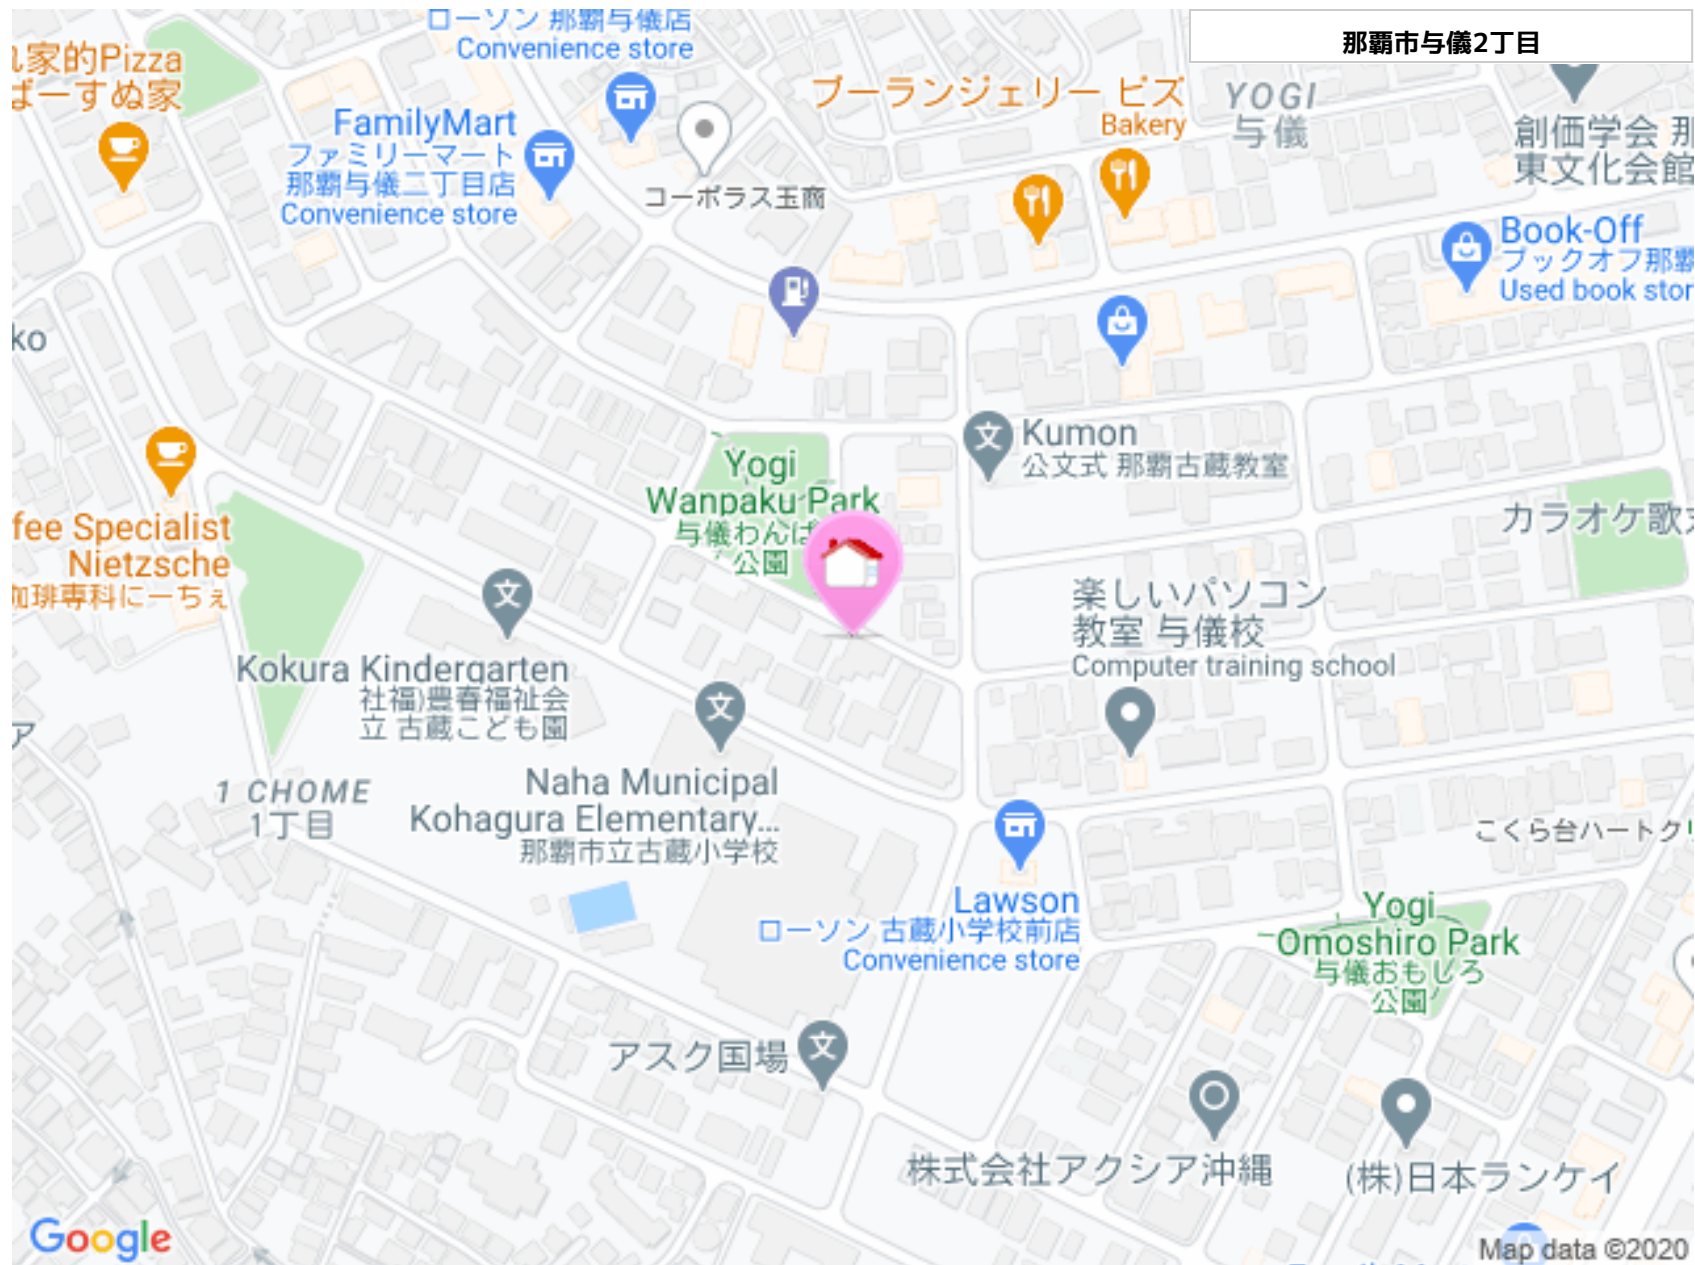 ローソン 那覇与儀店
Convenience store
那覇市与儀2丁目
家的Pizza
ばーすぬ家
FamilyMart
ファミリーマート
那覇与儀二丁目店
Convenience store
コーポラス玉商
ブーランジェリー ビズ
Bakery
YOGI
与儀
創価学会 那
東文化会館
Book-Off
ブックオフ那覇
Used book stor
ko
Kumon
公文式 那覇古蔵教室
Yogi
Wanpaku Park
与儀わんぱ
公園
カラオケ歌
fee Specialist
Nietzsche
珈琲専科にーちぇ
楽しいパソコン
教室 与儀校
Computer training school
Kokura Kindergarten
社福)豊春福祉会
立 古蔵こども園
ア
1 CHOME
1丁目
Naha Municipal
Kohagura Elementary...
那覇市立古蔵小学校
こくら台ハートク
Lawson
ローソン 古蔵小学校前店
Convenience store
Yogi
Omoshiro Park
与儀おもしろ
公園
アスク国場
株式会社アクシア沖縄
(株)日本ランケイ
Google
Map data ©2020